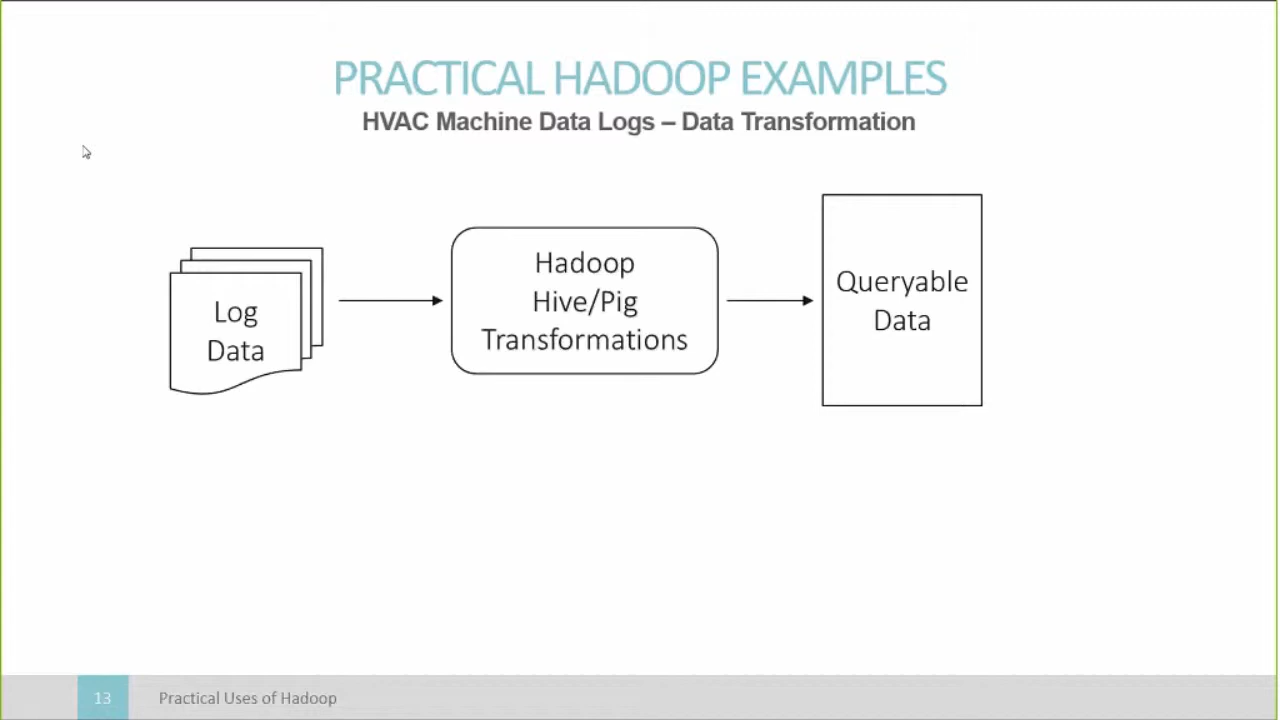 PRACTICAL HADOOP EXAMPLES
HVAC Machine Data Logs – Data Transformation
Log
Data
Hadoop
Hive/Pig
Transformations
Queryable
Data
13
Practical Uses of Hadoop